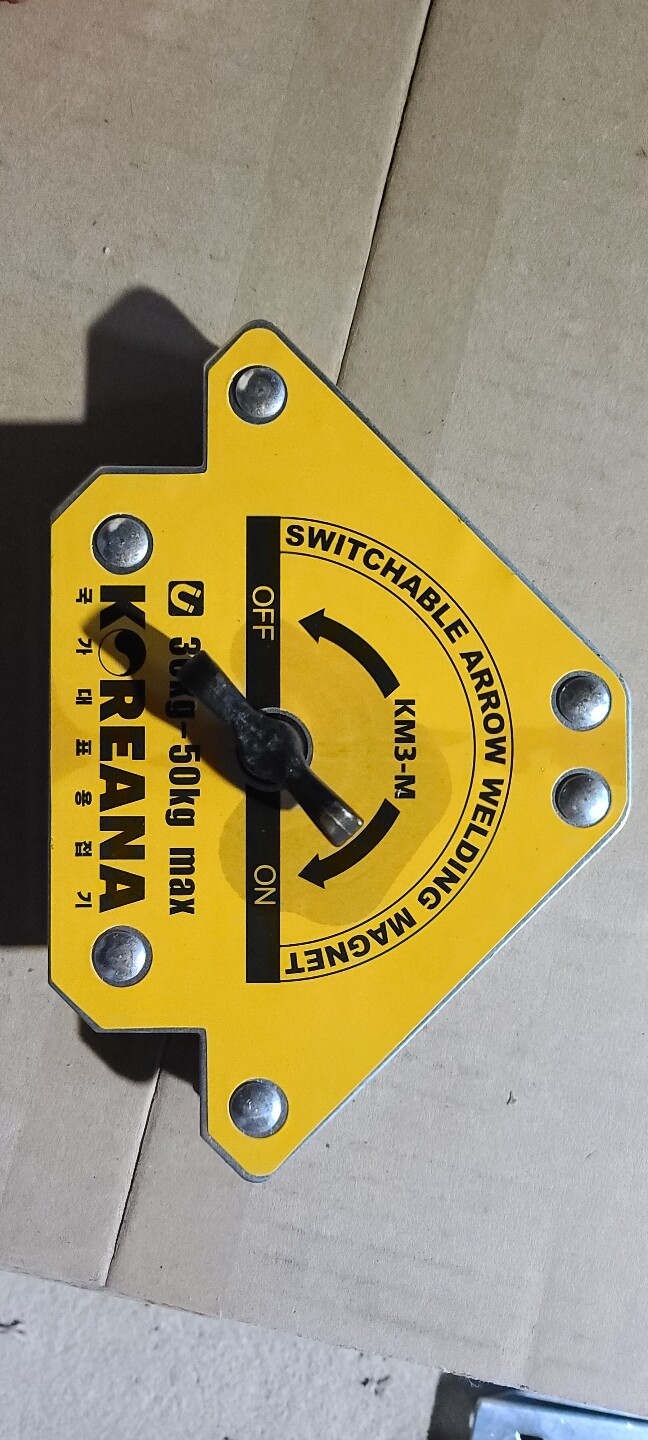 SWITCHABLE ARROW WELDING MAGNET
KM3-M
OFF ON
30kg-50kg max
KOREANA
국 가 대 표 용 접 기